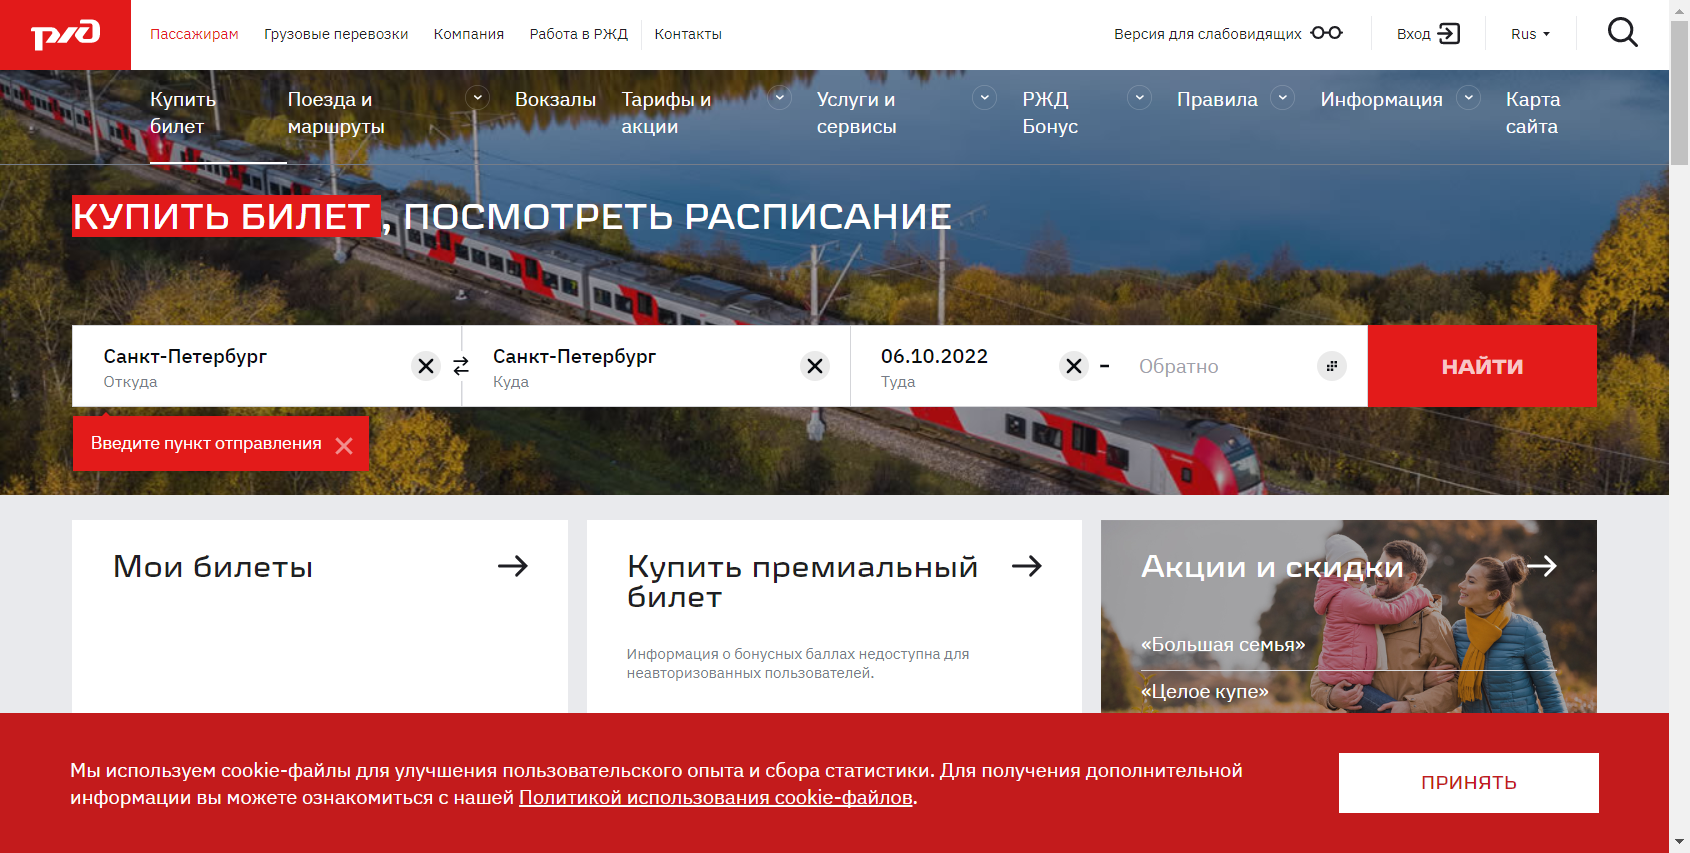 ржд
Пассажирам
Грузовые перевозки
Компания
Работа в РЖД
Контакты
Версия для слабовидящих
Вход
Rus
Купить
билет
Поезда и
маршруты
Вокзалы
Тарифы и
акции
Услуги и
сервисы
РЖД
Бонус
Правила
Информация
Карта
сайта
КУПИТЬ БИЛЕТ , ПОСМОТРЕТЬ РАСПИСАНИЕ
Санкт-Петербург
Откуда
Санкт-Петербург
Куда
06.10.2022
Туда
–
Обратно
НАЙТИ
Введите пункт отправления
Мои билеты
Купить премиальный
билет
Информация о бонусных баллах недоступна для
неавторизованных пользователей.
Акции и скидки
«Большая семья»
«Целое купе»
Мы используем cookie-файлы для улучшения пользовательского опыта и сбора статистики. Для получения дополнительной
информации вы можете ознакомиться с нашей Политикой использования cookie-файлов.
ПРИНЯТЬ